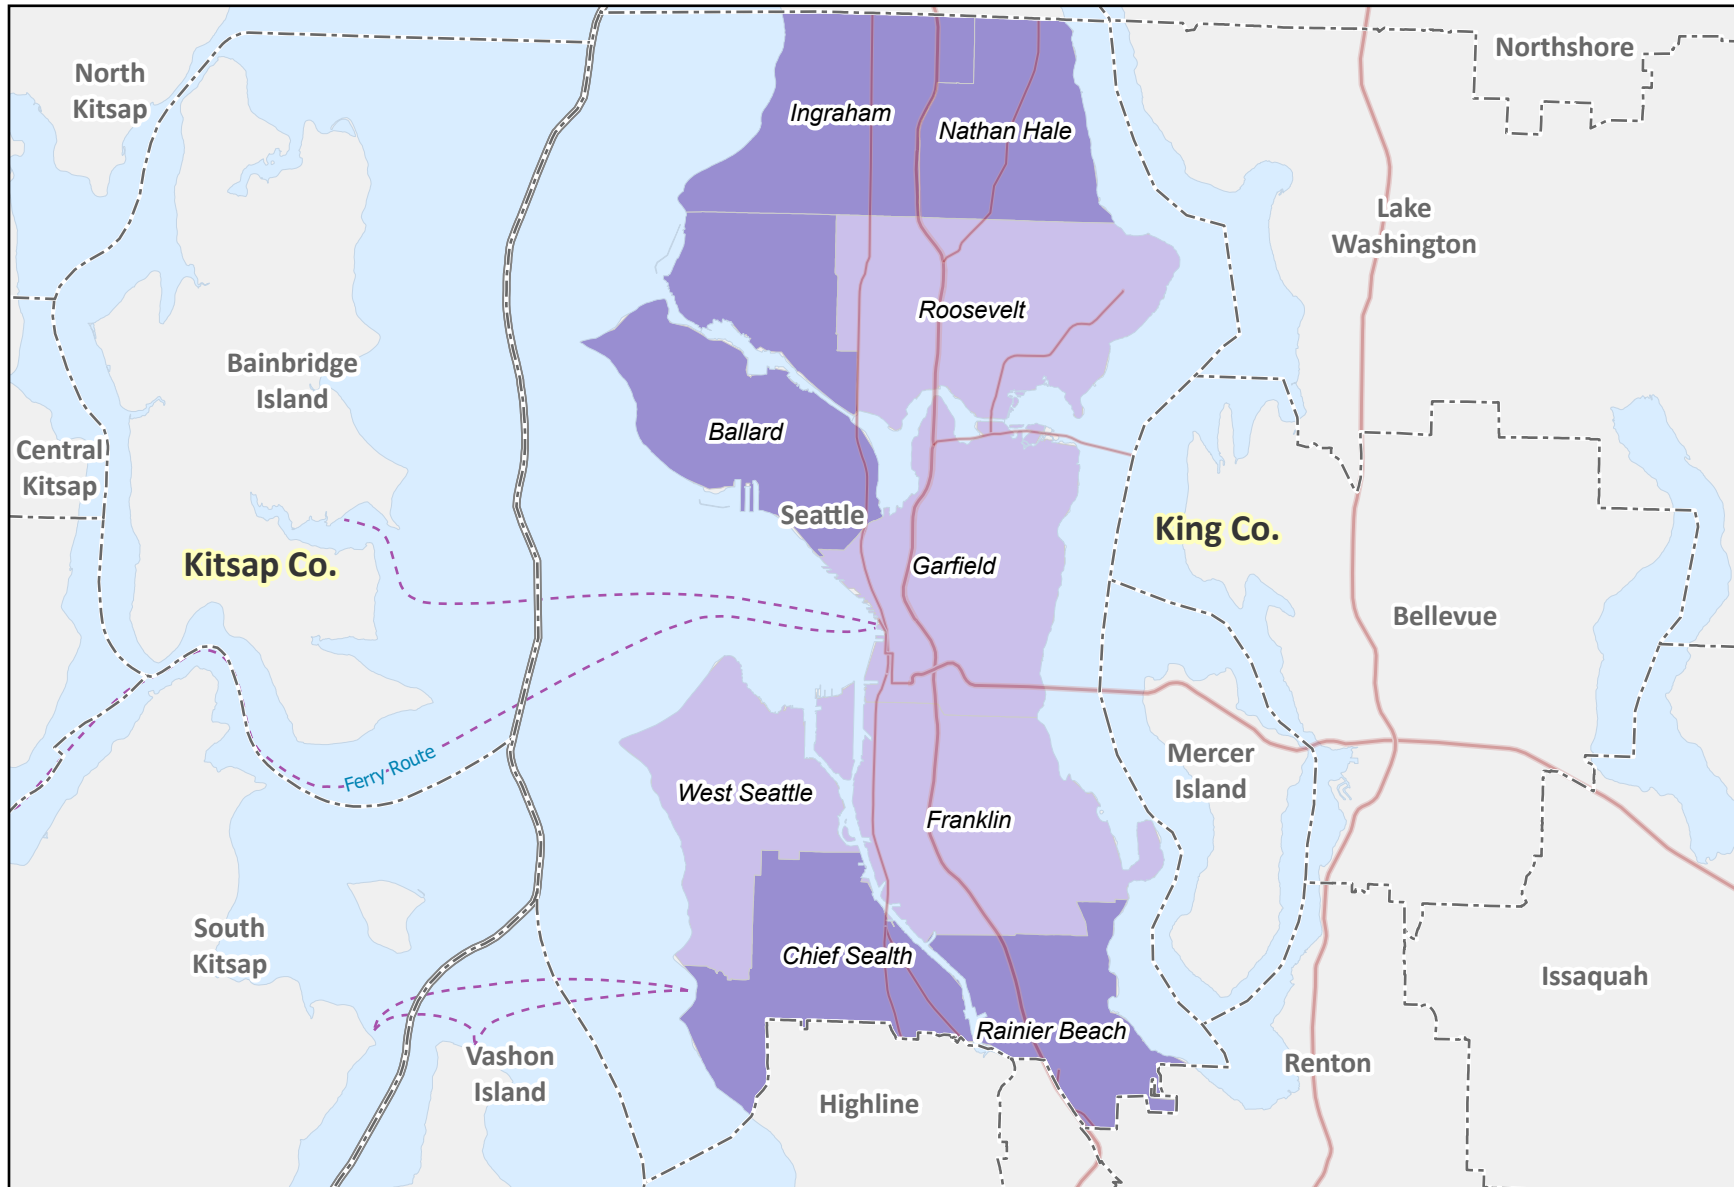 North
Kitsap
Northshore
Ingraham
Nathan Hale
Lake
Washington
Roosevelt
Bainbridge
Island
Ballard
Central
Kitsap
Seattle
King Co.
Kitsap Co.
Garfield
Bellevue
Ferry Route
Mercer
Island
West Seattle
Franklin
South
Kitsap
Chief Sealth
Issaquah
Rainier Beach
Vashon
Island
Renton
Highline